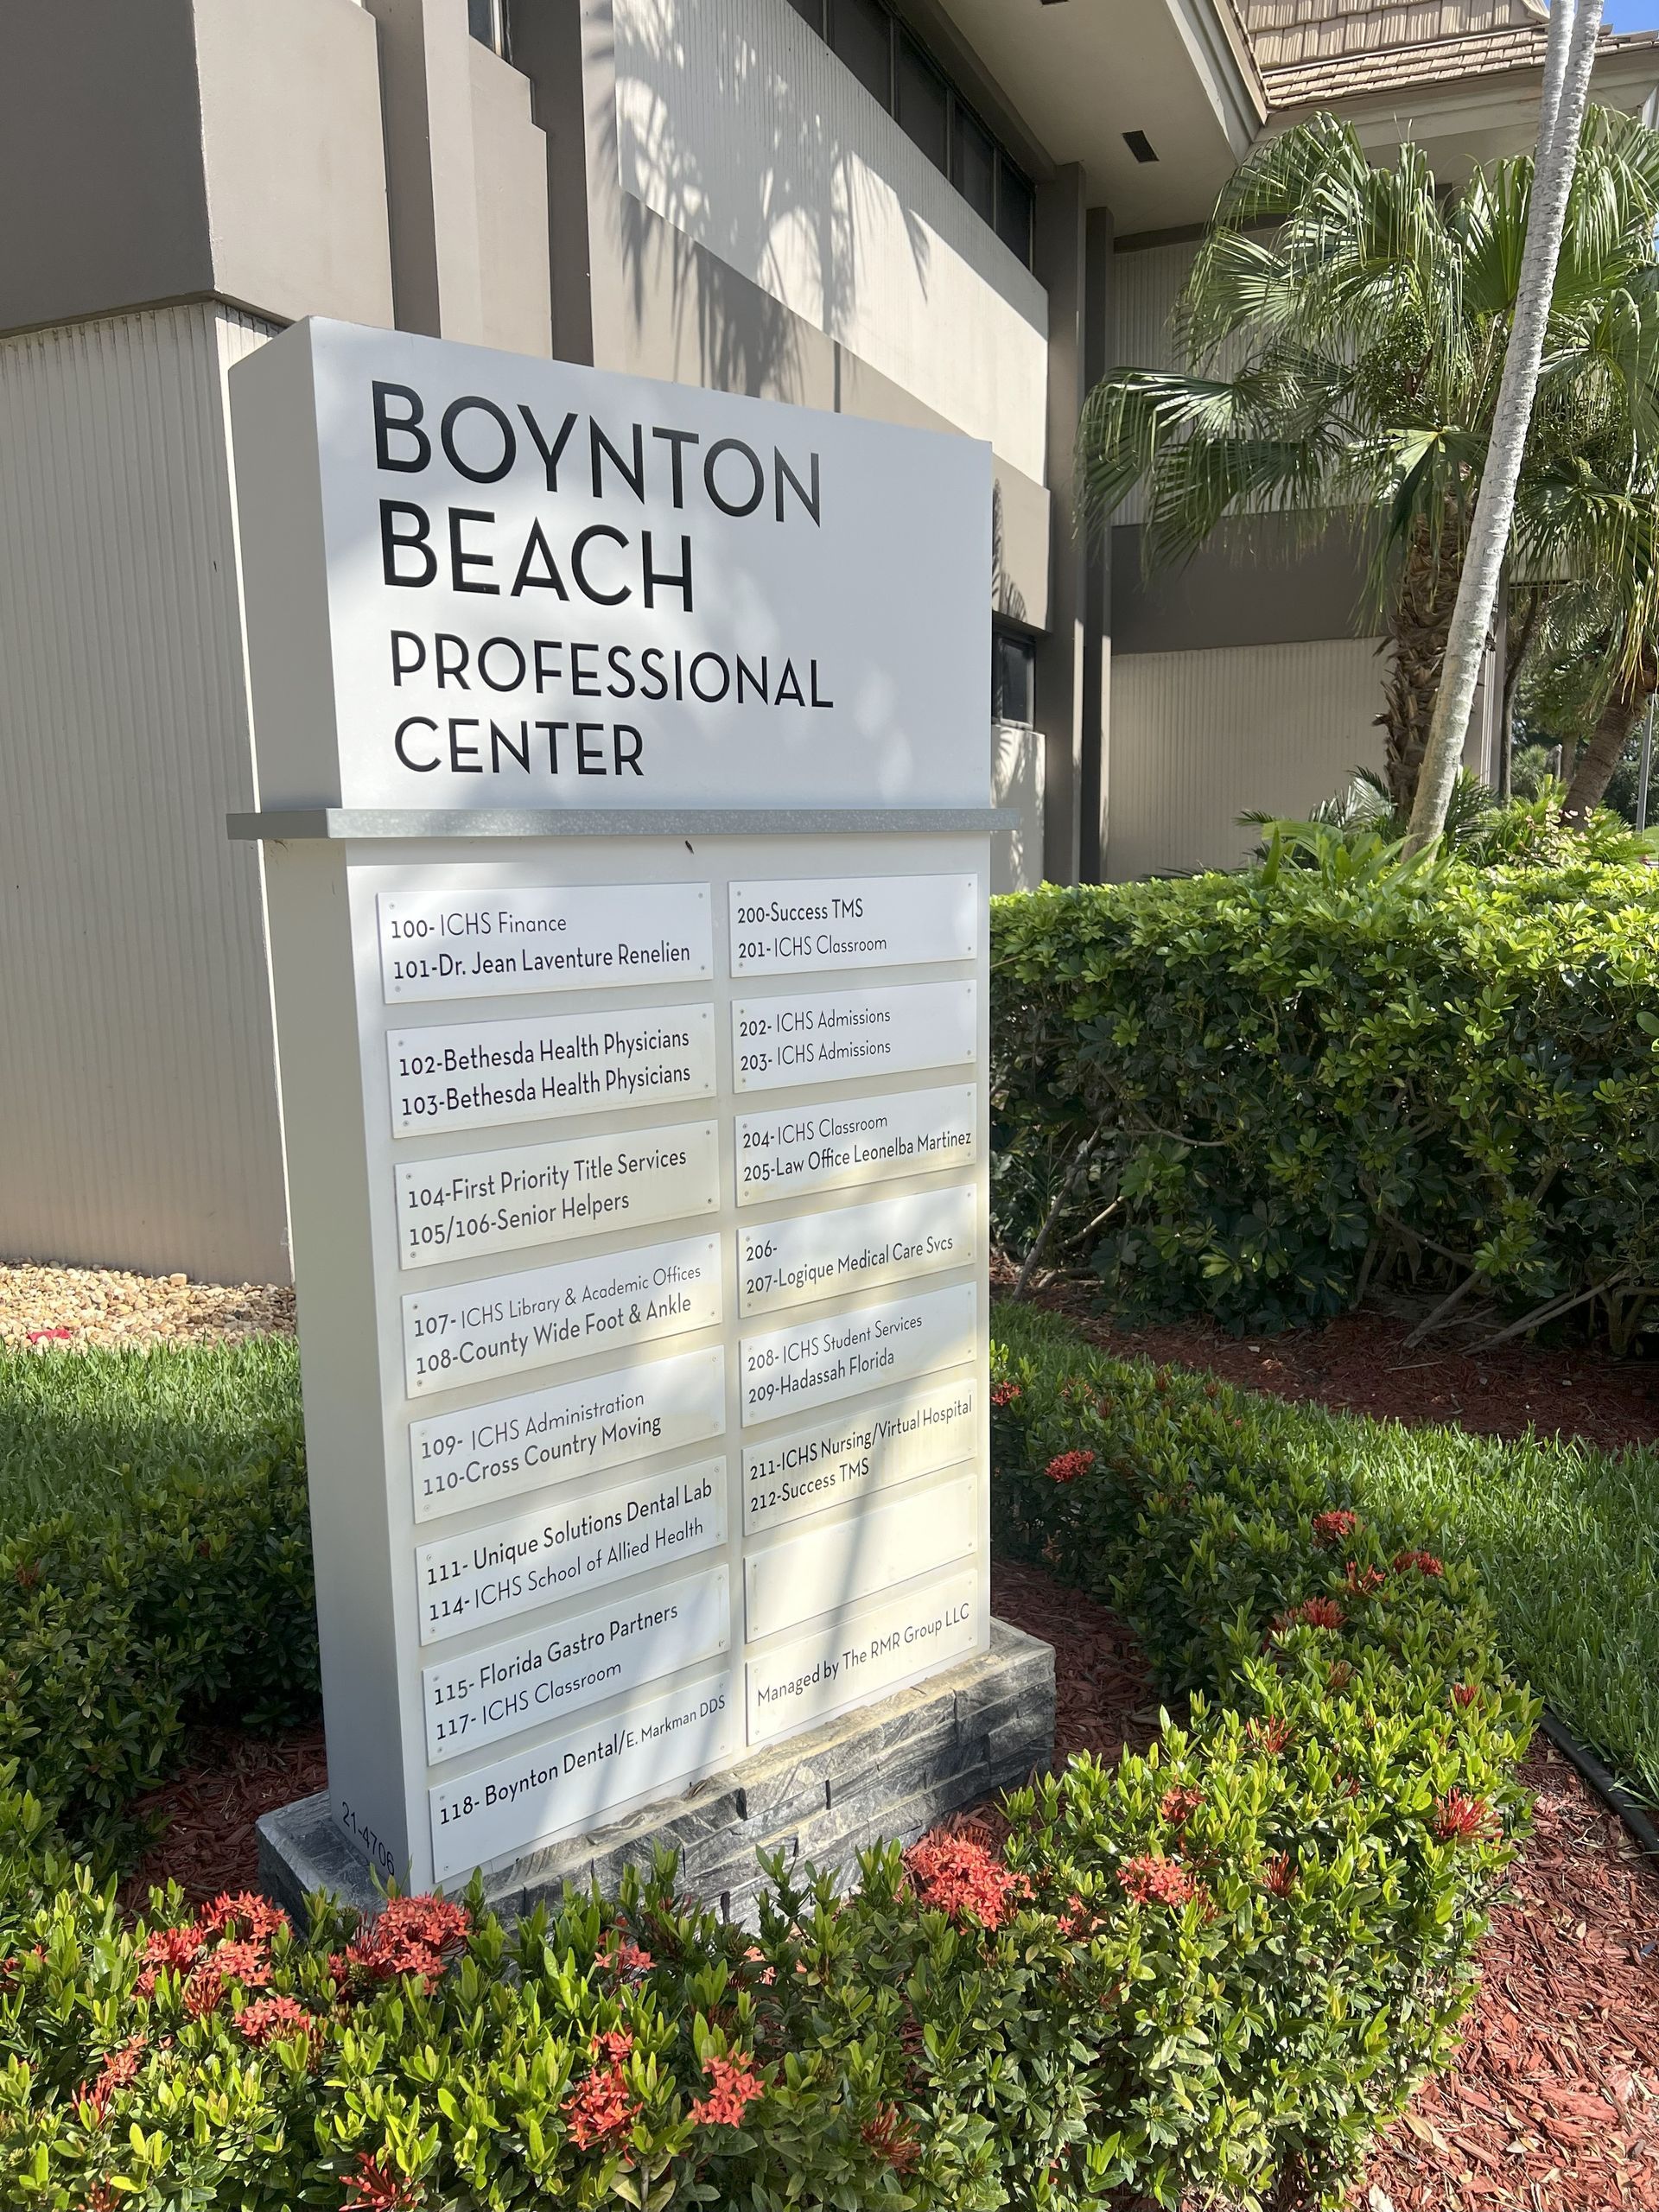 BOYNTON
BEACH
PROFESSIONAL
CENTER
100- ICHS Finance
101-Dr. Jean Laventure Renelien
102-Bethesda Health Physicians
103-Bethesda Health Physicians
104-First Priority Title Services
105/106-Senior Helpers
107- ICHS Library & Academic Offices
108-County Wide Foot & Ankle
109- ICHS Administration
110-Cross Country Moving
111- Unique Solutions Dental Lab
114- ICHS School of Allied Health
115- Florida Gastro Partners
117- ICHS Classroom
118- Boynton Dental/E. Markman DDS
200-Success TMS
201- ICHS Classroom
202- ICHS Admissions
203- ICHS Admissions
204- ICHS Classroom
205-Law Office Leonelba Martinez
206-
207-Logique Medical Care Svcs
208- ICHS Student Services
209-Hadassah Florida
211-ICHS Nursing/Virtual Hospital
212-Success TMS
Managed by The RMR Group LLC
21-4706